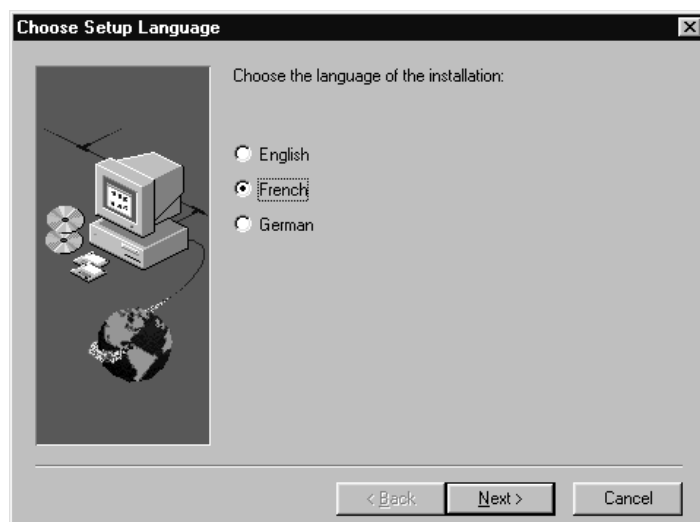 Choose Setup Language
Choose the language of the installation:
English
French
German
< Back
Next >
Cancel